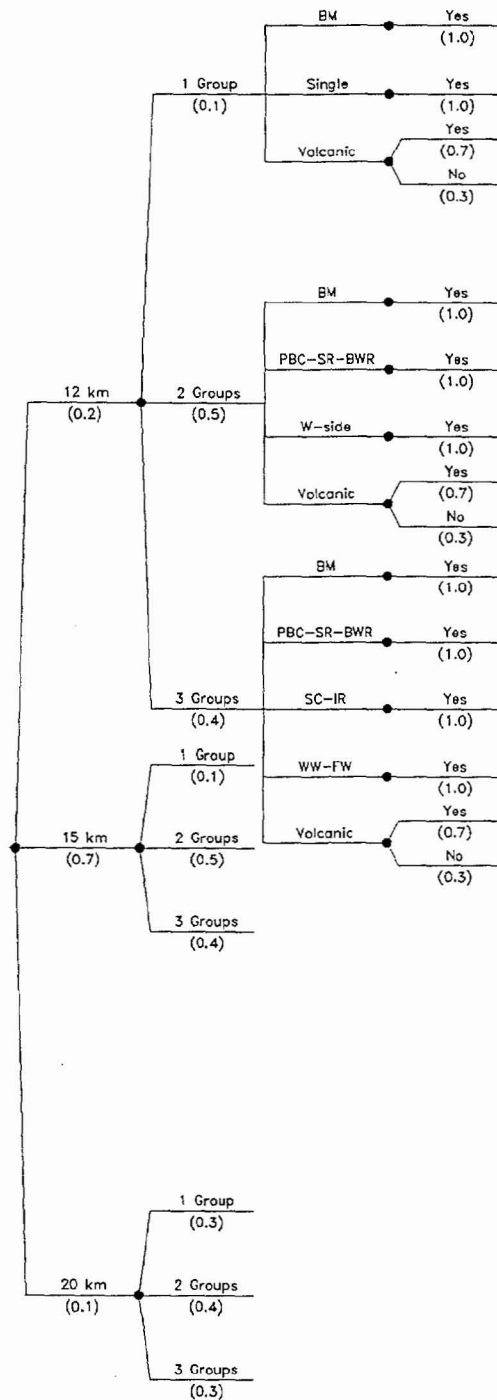 BM
Yes
(1.0)
1 Group
(0.1)
Single
Yes
(1.0)
Volcanic
Yes
(0.7)
No
(0.3)
BM
Yes
(1.0)
PBC-SR-BWR
Yes
(1.0)
12 km
(0.2)
2 Groups
(0.5)
W-side
Yes
(1.0)
Volcanic
Yes
(0.7)
No
(0.3)
BM
Yes
(1.0)
PBC-SR-BWR
Yes
(1.0)
3 Groups
(0.4)
SC-IR
Yes
(1.0)
WW-FW
Yes
(1.0)
Volcanic
Yes
(0.7)
No
(0.3)
15 km
(0.7)
1 Group
(0.1)
2 Groups
(0.5)
3 Groups
(0.4)
20 km
(0.1)
1 Group
(0.3)
2 Groups
(0.4)
3 Groups
(0.3)